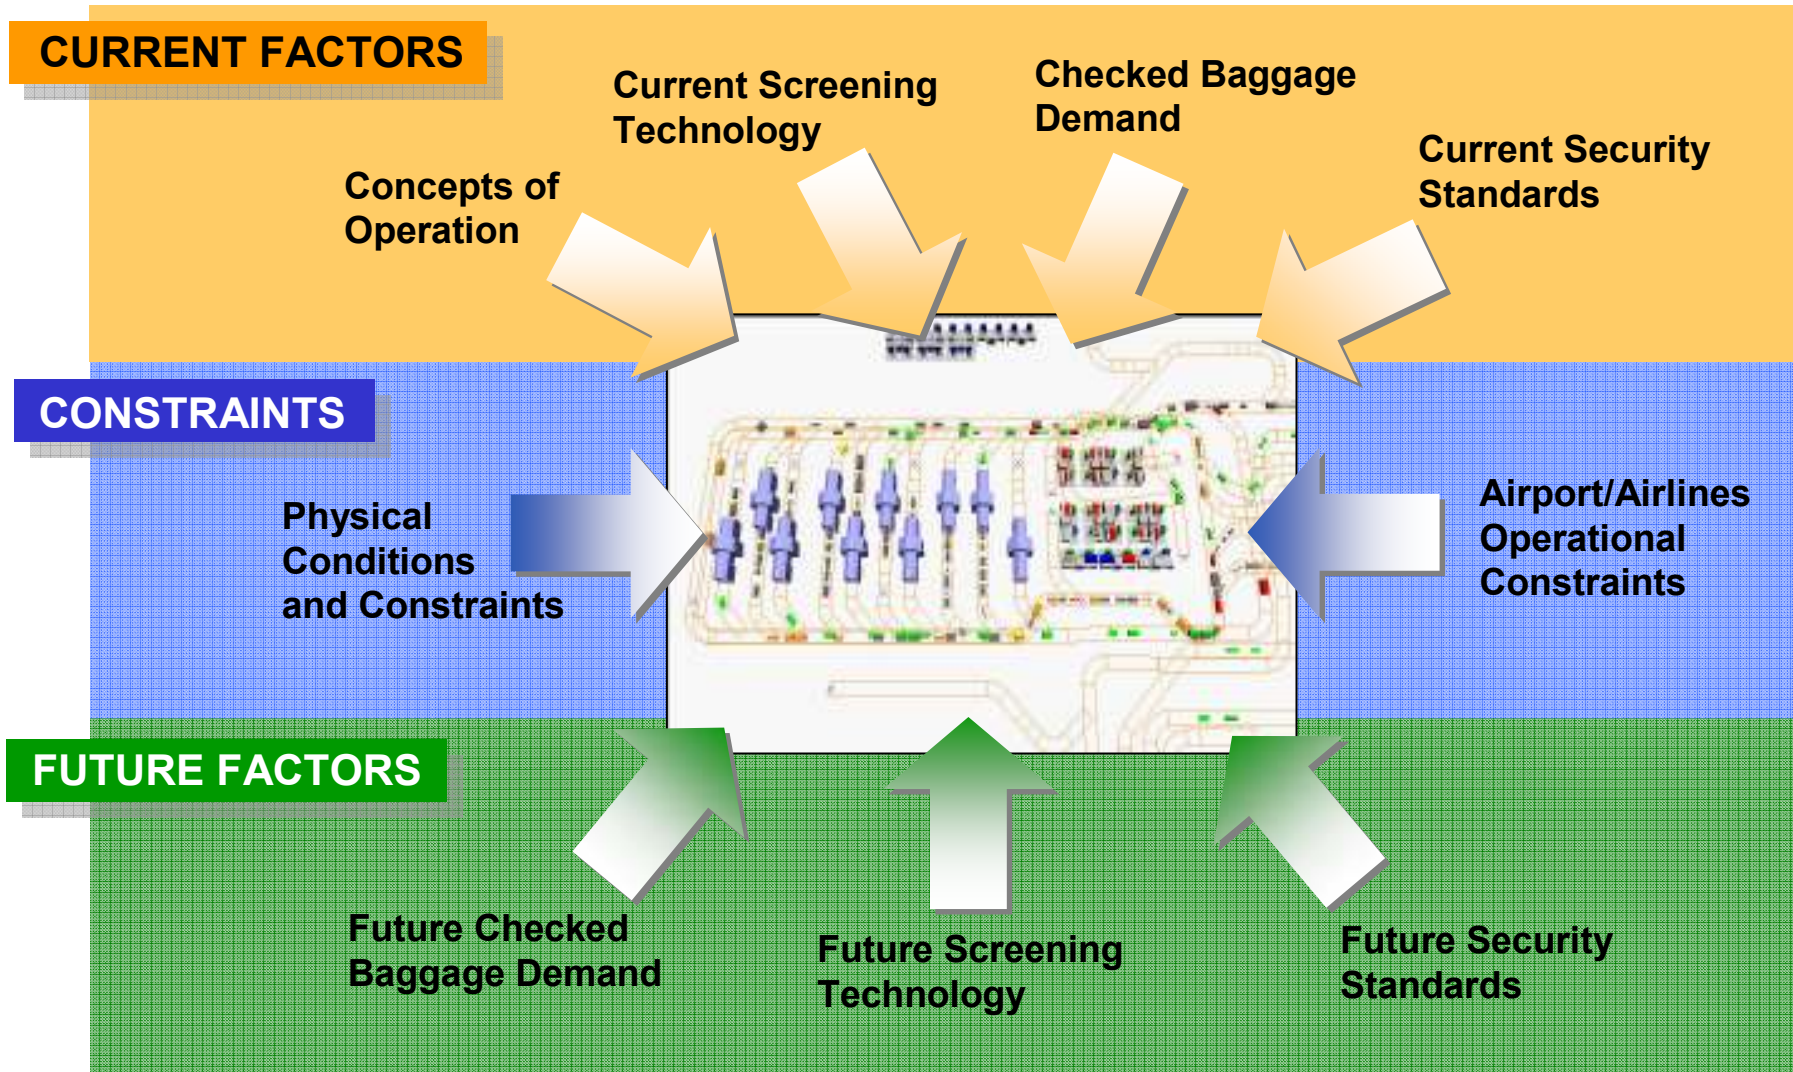 CURRENT FACTORS
Current Screening
Technology
Checked Baggage
Demand
Current Security
Standards
Concepts of
Operation
CONSTRAINTS
Physical
Conditions
and Constraints
Airport/Airlines
Operational
Constraints
FUTURE FACTORS
Future Checked
Baggage Demand
Future Screening
Technology
Future Security
Standards